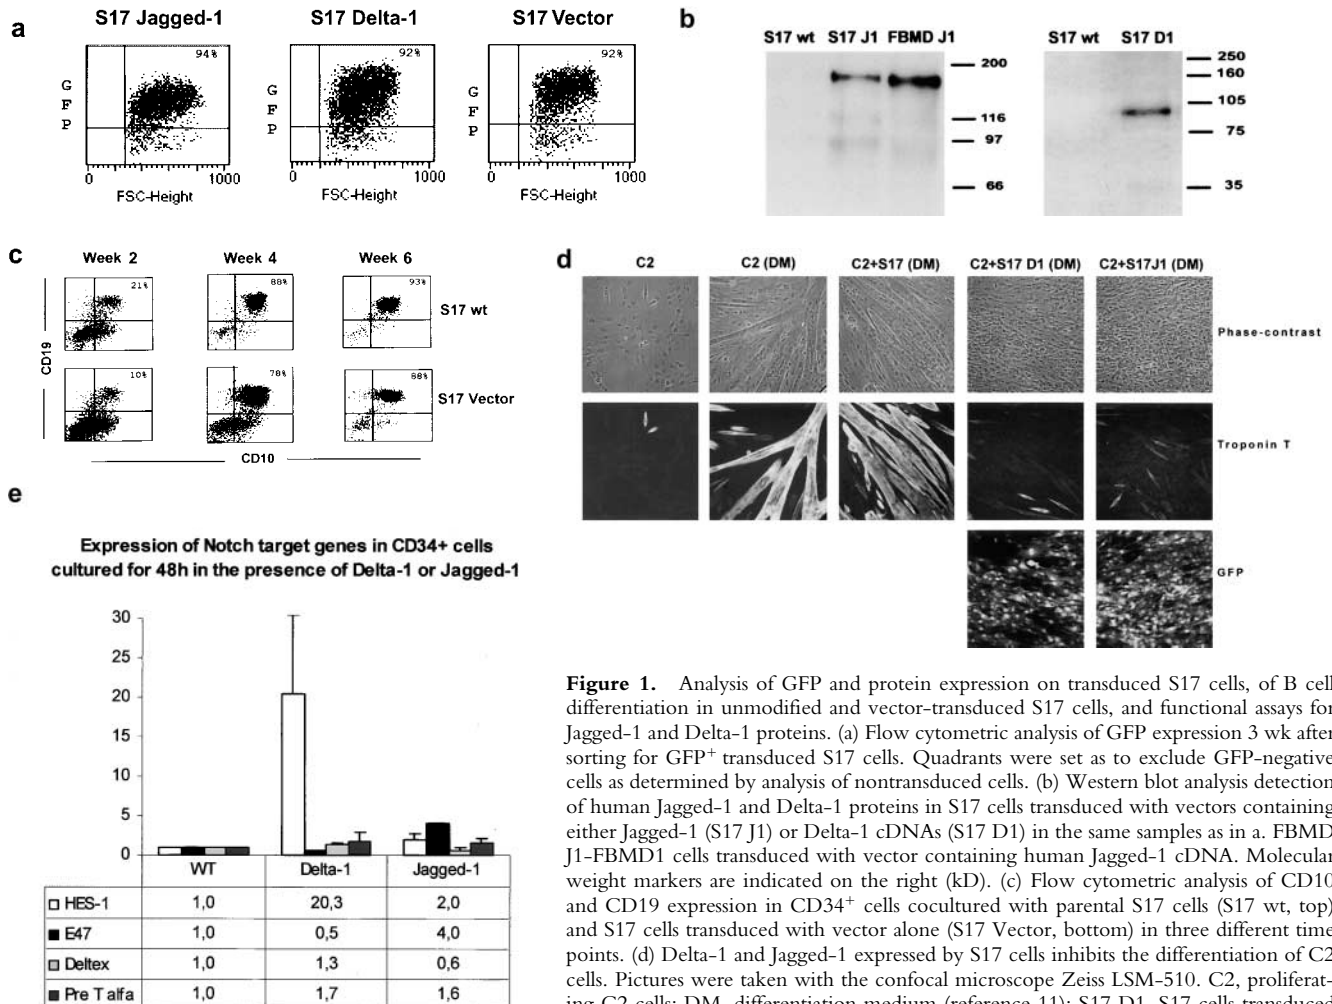 a
S17 Jagged-1
S17 Delta-1
S17 Vector
94%
92%
92%
G
F
P
G
F
P
G
F
P
0 1000
0 1000
0 1000
FSC-Height
FSC-Height
FSC-Height
b
S17 wt S17 J1 FBMD J1
200
116
97
66
S17 wt S17 D1
250
160
105
75
35
c
Week 2 Week 4 Week 6
21%
88%
93%
S17 wt
10%
78%
88%
S17 Vector
CD19
CD10
d
C2 C2 (DM) C2+S17 (DM) C2+S17 D1 (DM) C2+S17J1 (DM)
Phase-contrast
Troponin T
GFP
e
Expression of Notch target genes in CD34+ cells
cultured for 48h in the presence of Delta-1 or Jagged-1
30
25
20
15
10
5
0
WT Delta-1 Jagged-1
HES-1 1,0 20,3 2,0
E47 1,0 0,5 4,0
Deltex 1,0 1,3 0,6
Pre T alfa 1,0 1,7 1,6
Figure 1. Analysis of GFP and protein expression on transduced S17 cells, of B cell
differentiation in unmodified and vector-transduced S17 cells, and functional assays for
Jagged-1 and Delta-1 proteins. (a) Flow cytometric analysis of GFP expression 3 wk after
sorting for GFP+ transduced S17 cells. Quadrants were set as to exclude GFP-negative
cells as determined by analysis of nontransduced cells. (b) Western blot analysis detection
of human Jagged-1 and Delta-1 proteins in S17 cells transduced with vectors containing
either Jagged-1 (S17 J1) or Delta-1 cDNAs (S17 D1) in the same samples as in a. FBMD
J1-FBMD1 cells transduced with vector containing human Jagged-1 cDNA. Molecular
weight markers are indicated on the right (kD). (c) Flow cytometric analysis of CD10
and CD19 expression in CD34+ cells cocultured with parental S17 cells (S17 wt, top)
and S17 cells transduced with vector alone (S17 Vector, bottom) in three different time
points. (d) Delta-1 and Jagged-1 expressed by S17 cells inhibits the differentiation of C2
cells. Pictures were taken with the confocal microscope Zeiss LSM-510. C2, proliferat-
ing C2 cells; DM, differentiation medium (reference 11); S17 D1, S17 cells transduced